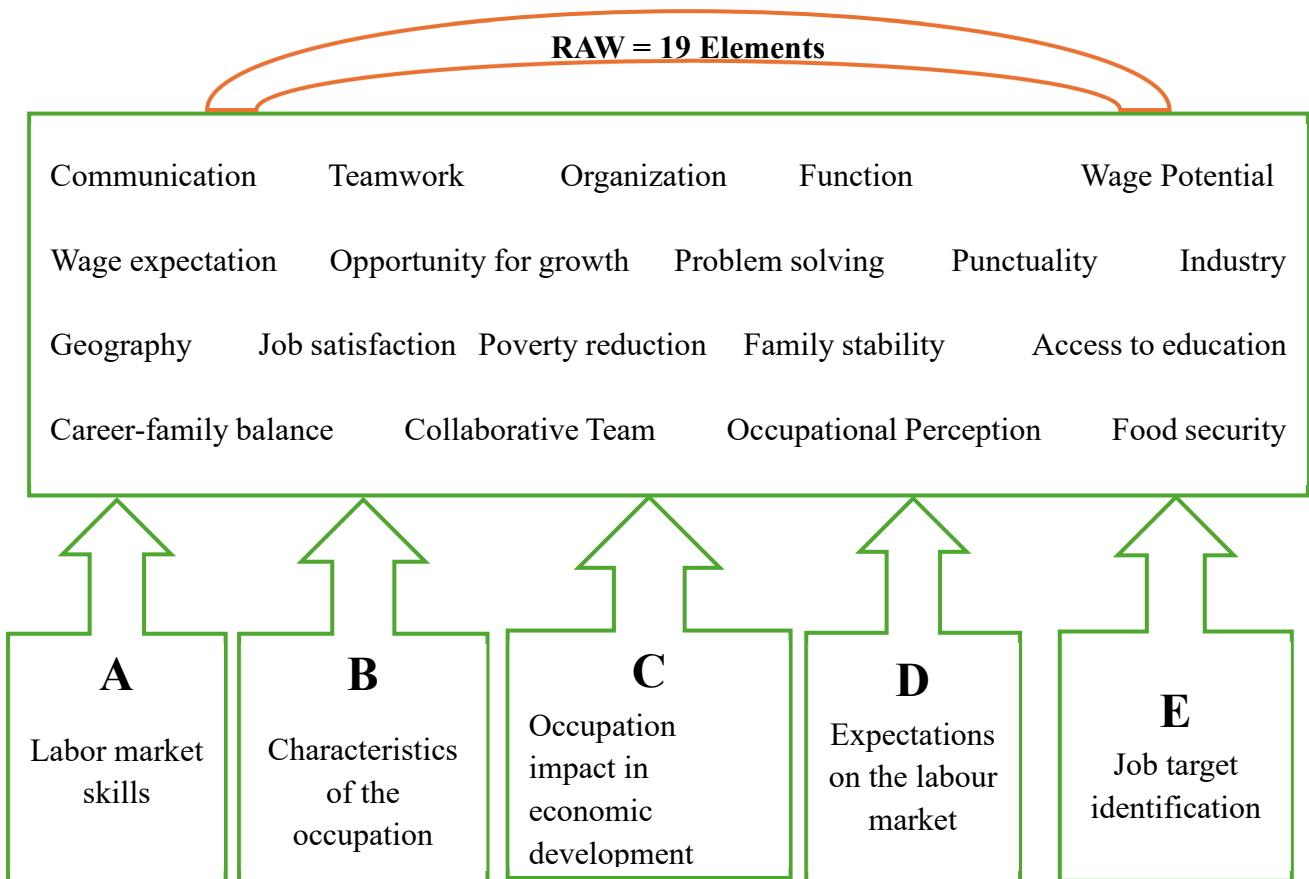 RAW = 19 Elements
Communication Teamwork Organization Function Wage Potential
Wage expectation Opportunity for growth Problem solving Punctuality Industry
Geography Job satisfaction Poverty reduction Family stability Access to education
Career-family balance Collaborative Team Occupational Perception Food security
A
Labor market
skills
B
Characteristics
of the
occupation
C
Occupation
impact in
economic
development
D
Expectations
on the labour
market
E
Job target
identification